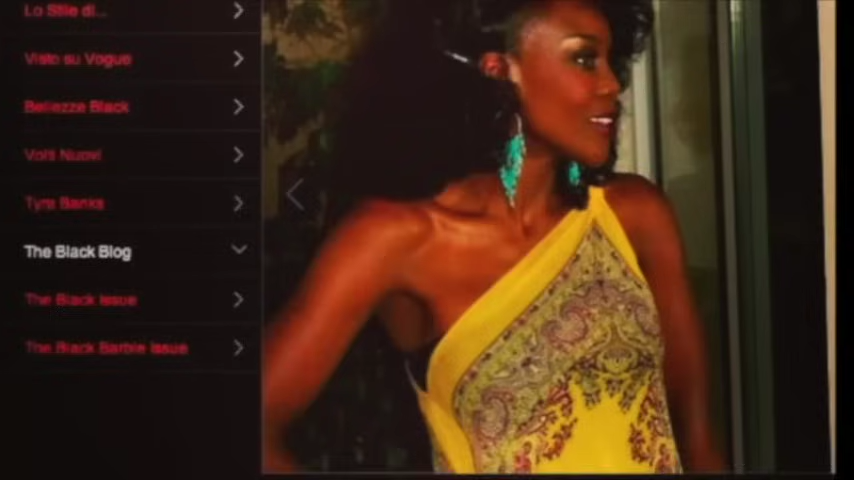 Lo Stile di...
Visto su Vogue
Bellezze Black
Volti Nuovi
Tyra Banks
The Black Blog
The Black Issue
The Black Barbie Issue